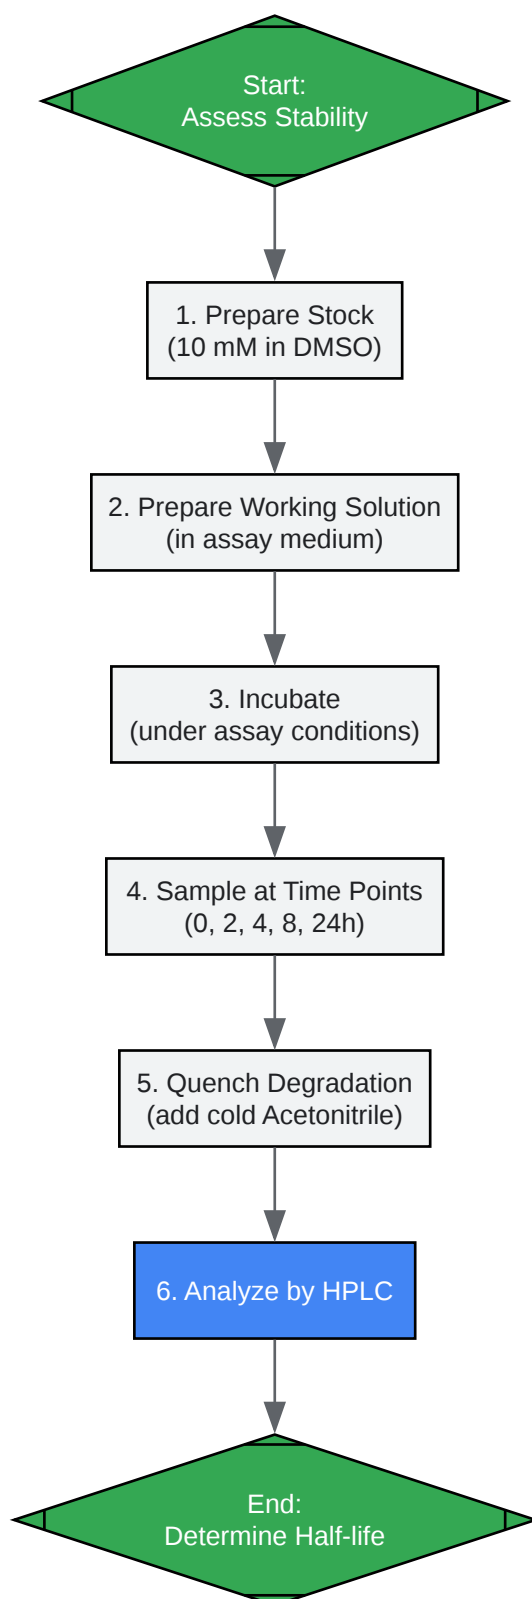 Start:
Assess Stability
1. Prepare Stock
(10 mM in DMSO)
2. Prepare Working Solution
(in assay medium)
3. Incubate
(under assay conditions)
4. Sample at Time Points
(0, 2, 4, 8, 24h)
5. Quench Degradation
(add cold Acetonitrile)
6. Analyze by HPLC
End:
Determine Half-life